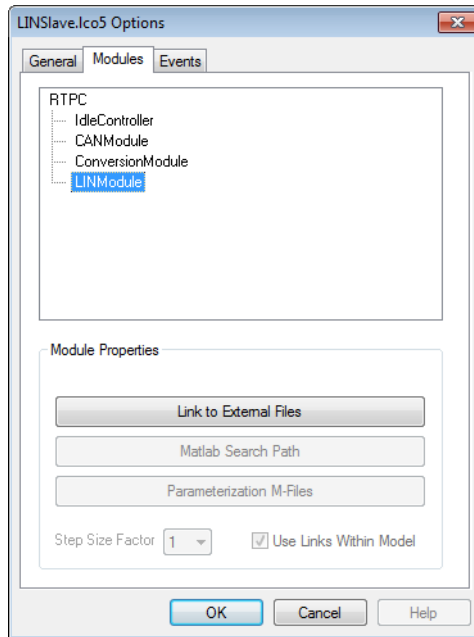 LINSlave.lco5 Options
General Modules Events
RTPC
IdleController
CANModule
ConversionModule
LINModule
Module Properties
Link to External Files
Matlab Search Path
Parameterization M-Files
Step Size Factor 1 Use Links Within Model
OK Cancel Help